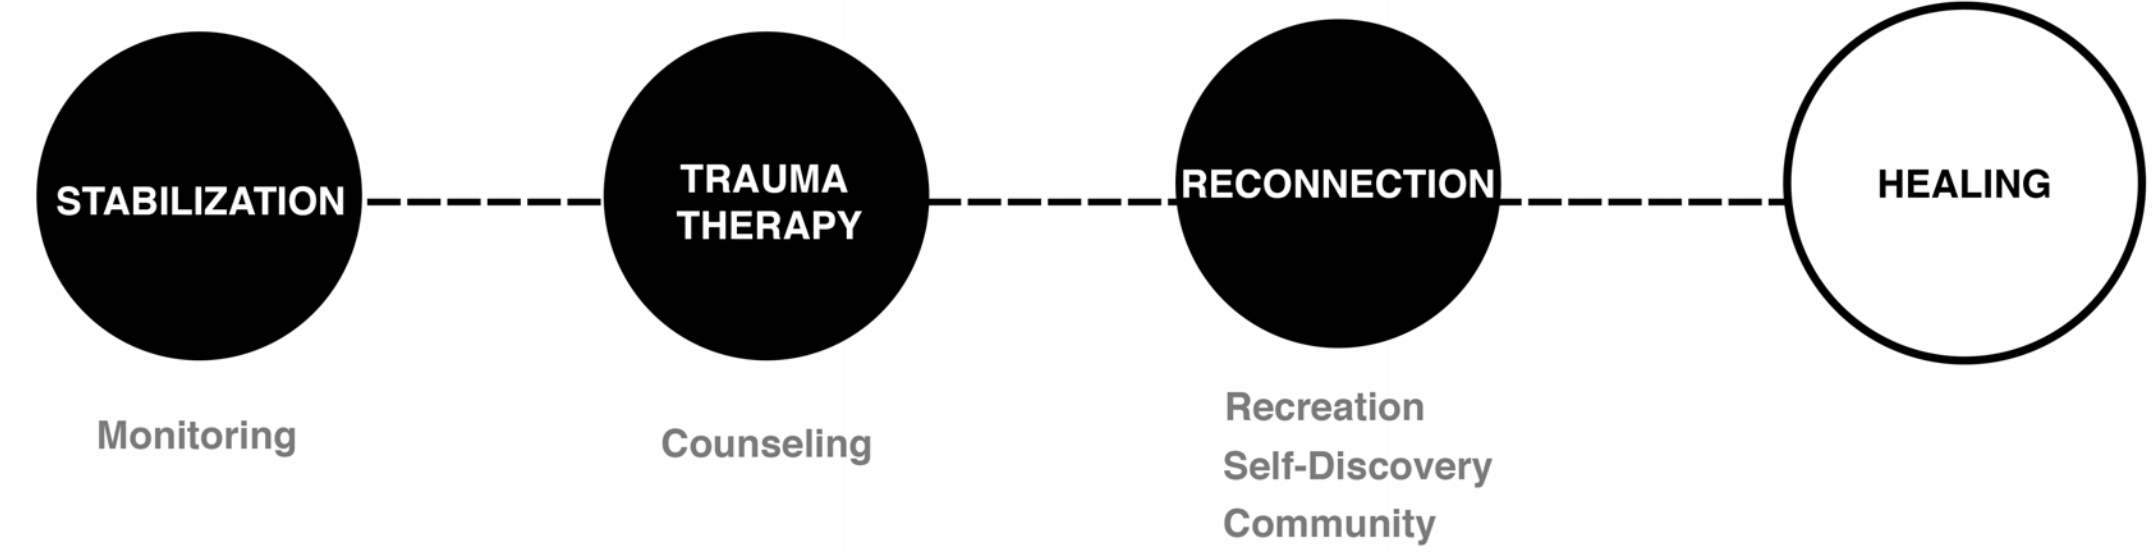 STABILIZATION
TRAUMA
THERAPY
RECONNECTION
HEALING
Monitoring
Counseling
Recreation
Self-Discovery
Community